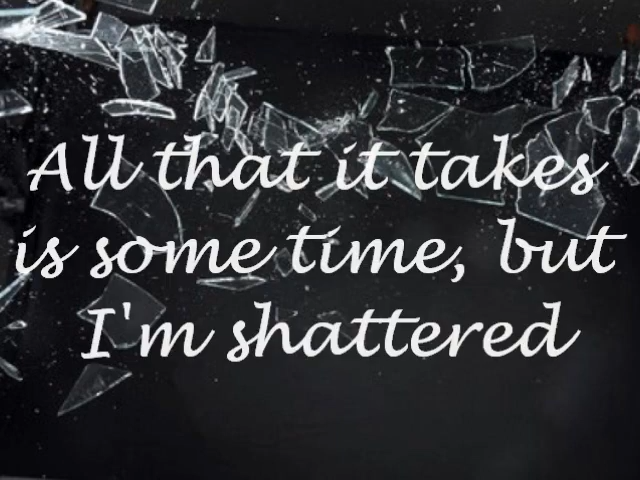 All that it takes
is some time, but
I'm shattered